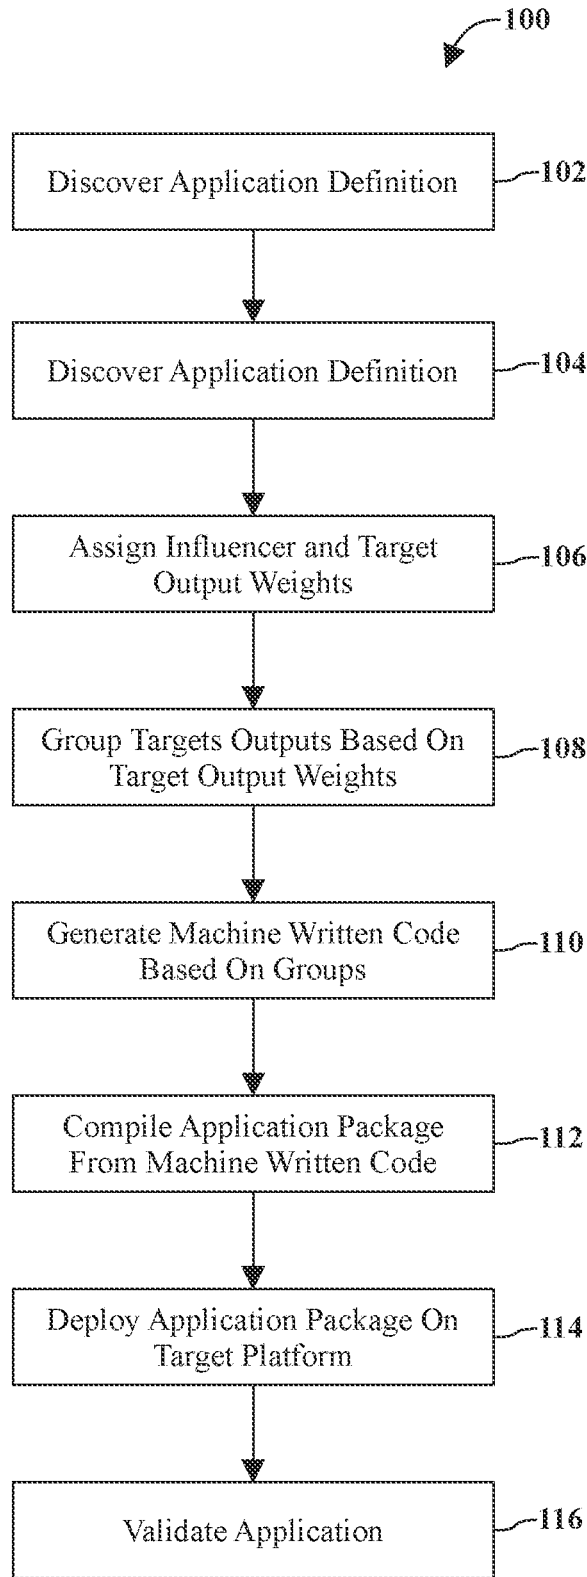 100
Discover Application Definition
102
Discover Application Definition
104
Assign Influencer and Target
Output Weights
106
Group Targets Outputs Based On
Target Output Weights
108
Generate Machine Written Code
Based On Groups
110
Compile Application Package
From Machine Written Code
112
Deploy Application Package On
Target Platform
114
Validate Application
116